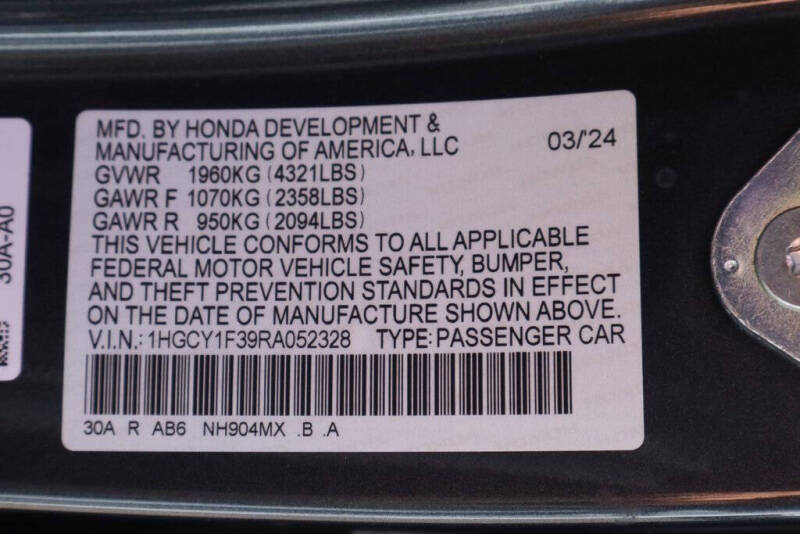 MFD. BY HONDA DEVELOPMENT &
MANUFACTURING OF AMERICA, LLC 03/'24
GVWR 1960KG (4321LBS)
GAWR F 1070KG (2358LBS)
GAWR R 950KG (2094LBS)
THIS VEHICLE CONFORMS TO ALL APPLICABLE
FEDERAL MOTOR VEHICLE SAFETY, BUMPER,
AND THEFT PREVENTION STANDARDS IN EFFECT
ON THE DATE OF MANUFACTURE SHOWN ABOVE.
V.I.N.: 1HGCY1F39RA052328 TYPE: PASSENGER CAR
30A R AB6 NH904MX .B .A
30A-A0